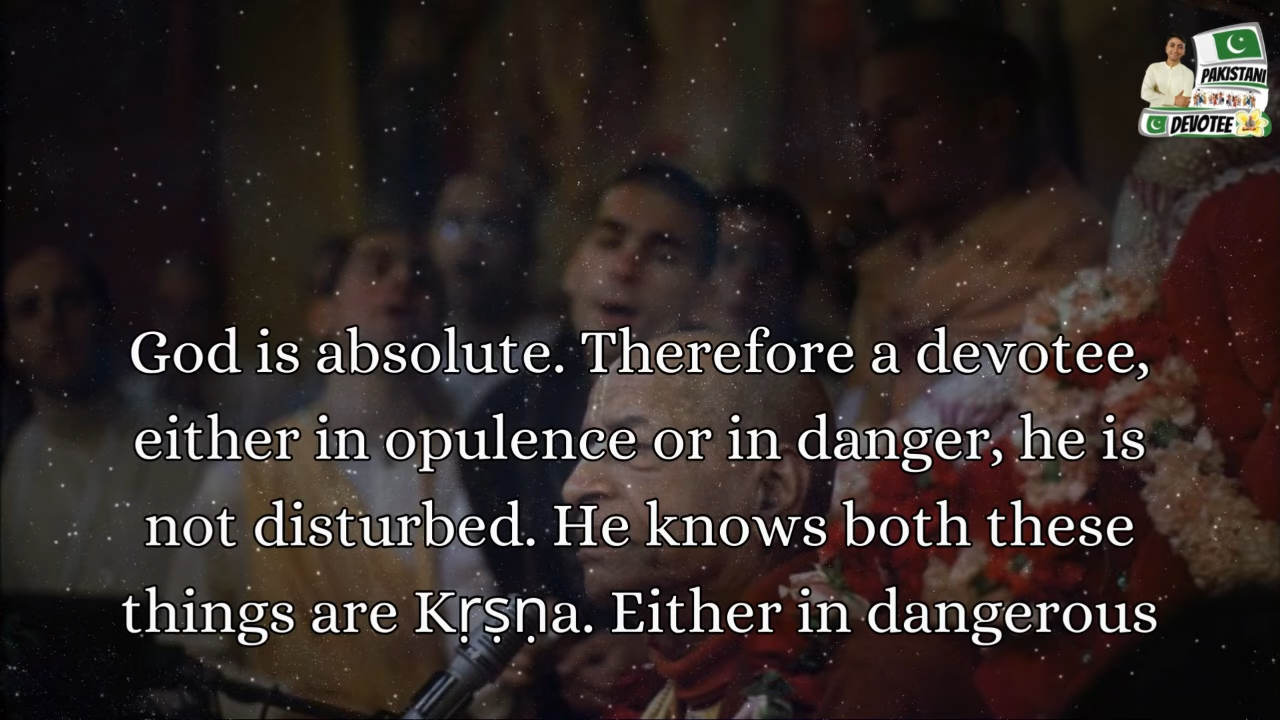 PAKISTANI
DEVOTEE
God is absolute. Therefore a devotee,
either in opulence or in danger, he is
not disturbed. He knows both these
things are Kṛṣṇa. Either in dangerous